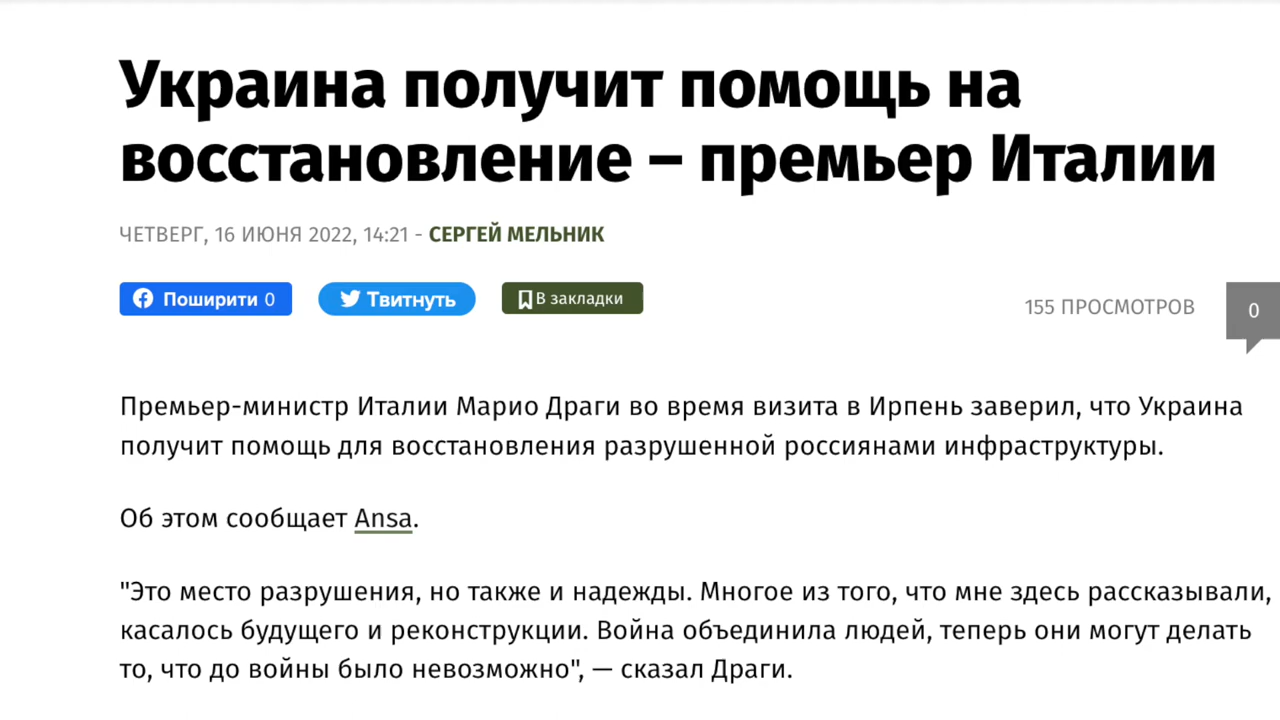 Украина получит помощь на
восстановление – премьер Италии
ЧЕТВЕРГ, 16 ИЮНЯ 2022, 14:21 - СЕРГЕЙ МЕЛЬНИК
Поширити 0 Твитнуть В закладки
155 ПРОСМОТРОВ 0
Премьер-министр Италии Марио Драги во время визита в Ирпень заверил, что Украина
получит помощь для восстановления разрушенной россиянами инфраструктуры.
Об этом сообщает Ansa.
"Это место разрушения, но также и надежды. Многое из того, что мне здесь рассказывали,
касалось будущего и реконструкции. Война объединила людей, теперь они могут делать
то, что до войны было невозможно", — сказал Драги.